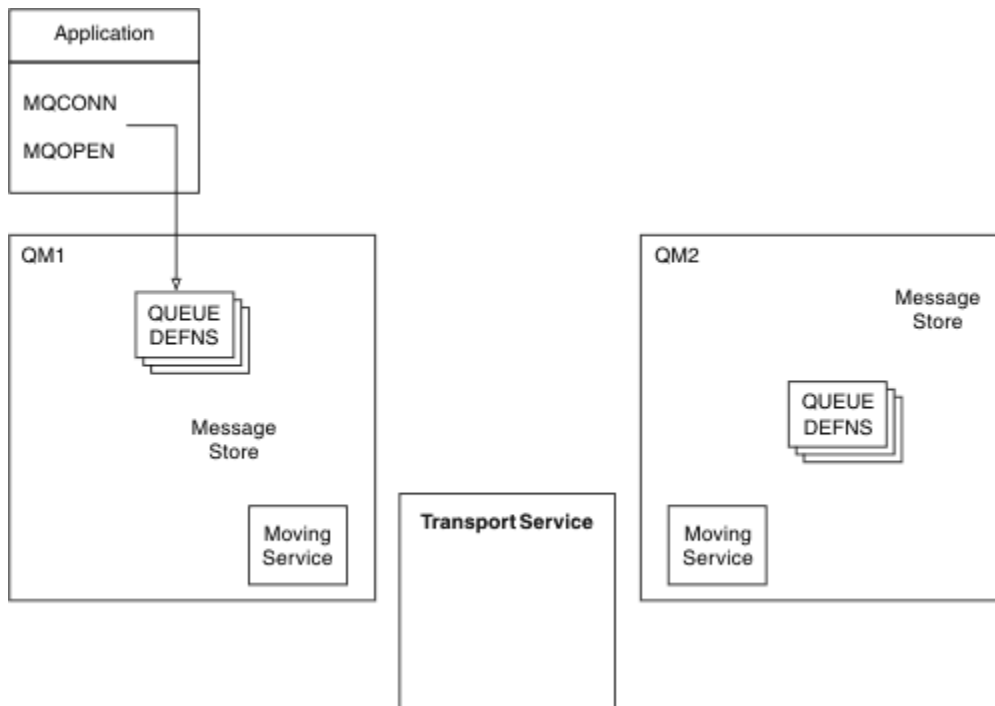 Application
MQCONN
MQOPEN
QM1
QUEUE
DEFNS
Message
Store
Moving
Service
Transport Service
QM2
Message
Store
QUEUE
DEFNS
Moving
Service